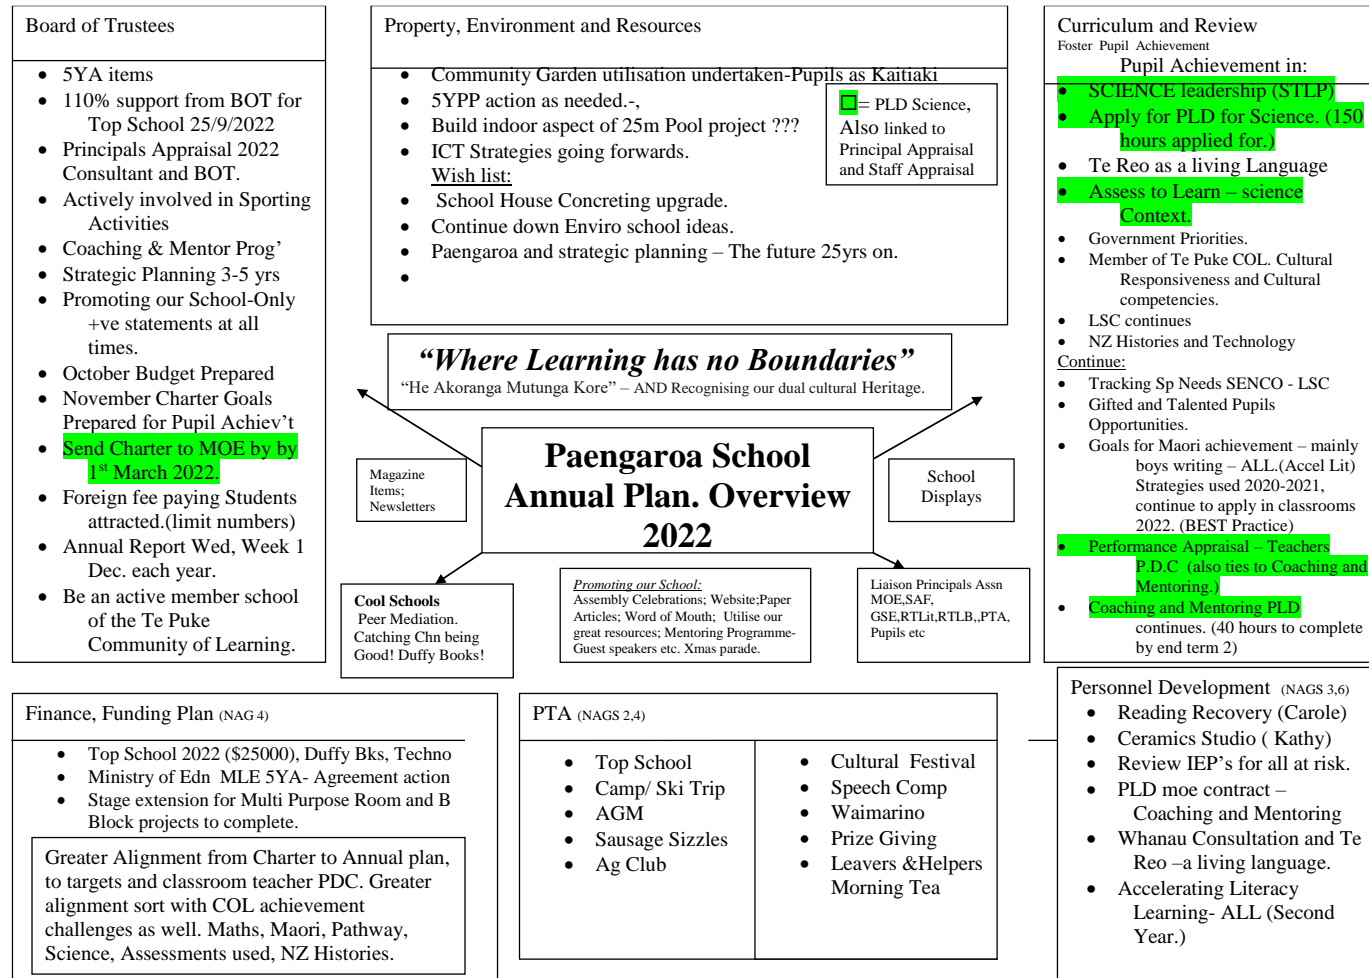 Board of Trustees
• 5YA items
• 110% support from BOT for
Top School 25/9/2022
• Principals Appraisal 2022
Consultant and BOT.
• Actively involved in Sporting
Activities
• Coaching & Mentor Prog’
• Strategic Planning 3-5 yrs
• Promoting our School-Only
+ve statements at all
times.
• October Budget Prepared
• November Charter Goals
Prepared for Pupil Achiev’t
• Send Charter to MOE by by
1st March 2022.
• Foreign fee paying Students
attracted.(limit numbers)
• Annual Report Wed, Week 1
Dec. each year.
• Be an active member school
of the Te Puke
Community of Learning.
Property, Environment and Resources
• Community Garden utilisation undertaken-Pupils as Kaitiaki
• 5YPP action as needed.-,
• Build indoor aspect of 25m Pool project ???
• ICT Strategies going forwards.
Wish list:
• School House Concreting upgrade.
• Continue down Enviro school ideas.
• Paengaroa and strategic planning – The future 25yrs on.
•
☐= PLD Science,
Also linked to
Principal Appraisal
and Staff Appraisal
Curriculum and Review
Foster Pupil Achievement
Pupil Achievement in:
• SCIENCE leadership (STLP)
• Apply for PLD for Science. (150
hours applied for.)
• Te Reo as a living Language
• Assess to Learn – science
Context.
• Government Priorities.
• Member of Te Puke COL. Cultural
Responsiveness and Cultural
competencies.
• LSC continues
• NZ Histories and Technology
Continue:
• Tracking Sp Needs SENCO - LSC
• Gifted and Talented Pupils
Opportunities.
• Goals for Maori achievement – mainly
boys writing – ALL.(Accel Lit)
Strategies used 2020-2021,
continue to apply in classrooms
2022. (BEST Practice)
• Performance Appraisal – Teachers
P.D.C (also ties to Coaching and
Mentoring.)
• Coaching and Mentoring PLD
continues. (40 hours to complete
by end term 2)
“Where Learning has no Boundaries”
“He Akoranga Mutunga Kore” – AND Recognising our dual cultural Heritage.
Magazine
Items;
Newsletters
Paengaroa School
Annual Plan. Overview
2022
School
Displays
Cool Schools
Peer Mediation.
Catching Chn being
Good! Duffy Books!
Promoting our School:
Assembly Celebrations; Website;Paper
Articles; Word of Mouth; Utilise our
great resources; Mentoring Programme-
Guest speakers etc. Xmas parade.
Liaison Principals Assn
MOE,SAF,
GSE,RTLit,RTLB,,PTA,
Pupils etc
Finance, Funding Plan (NAG 4)
• Top School 2022 ($25000), Duffy Bks, Techno
• Ministry of Edn MLE 5YA- Agreement action
• Stage extension for Multi Purpose Room and B
Block projects to complete.
Greater Alignment from Charter to Annual plan,
to targets and classroom teacher PDC. Greater
alignment sort with COL achievement
challenges as well. Maths, Maori, Pathway,
Science, Assessments used, NZ Histories.
PTA (NAGS 2,4)
• Top School
• Camp/ Ski Trip
• AGM
• Sausage Sizzles
• Ag Club
• Cultural Festival
• Speech Comp
• Waimarino
• Prize Giving
• Leavers &Helpers
Morning Tea
Personnel Development (NAGS 3,6)
• Reading Recovery (Carole)
• Ceramics Studio ( Kathy)
• Review IEP’s for all at risk.
• PLD moe contract –
Coaching and Mentoring
• Whanau Consultation and Te
Reo –a living language.
• Accelerating Literacy
Learning- ALL (Second
Year.)